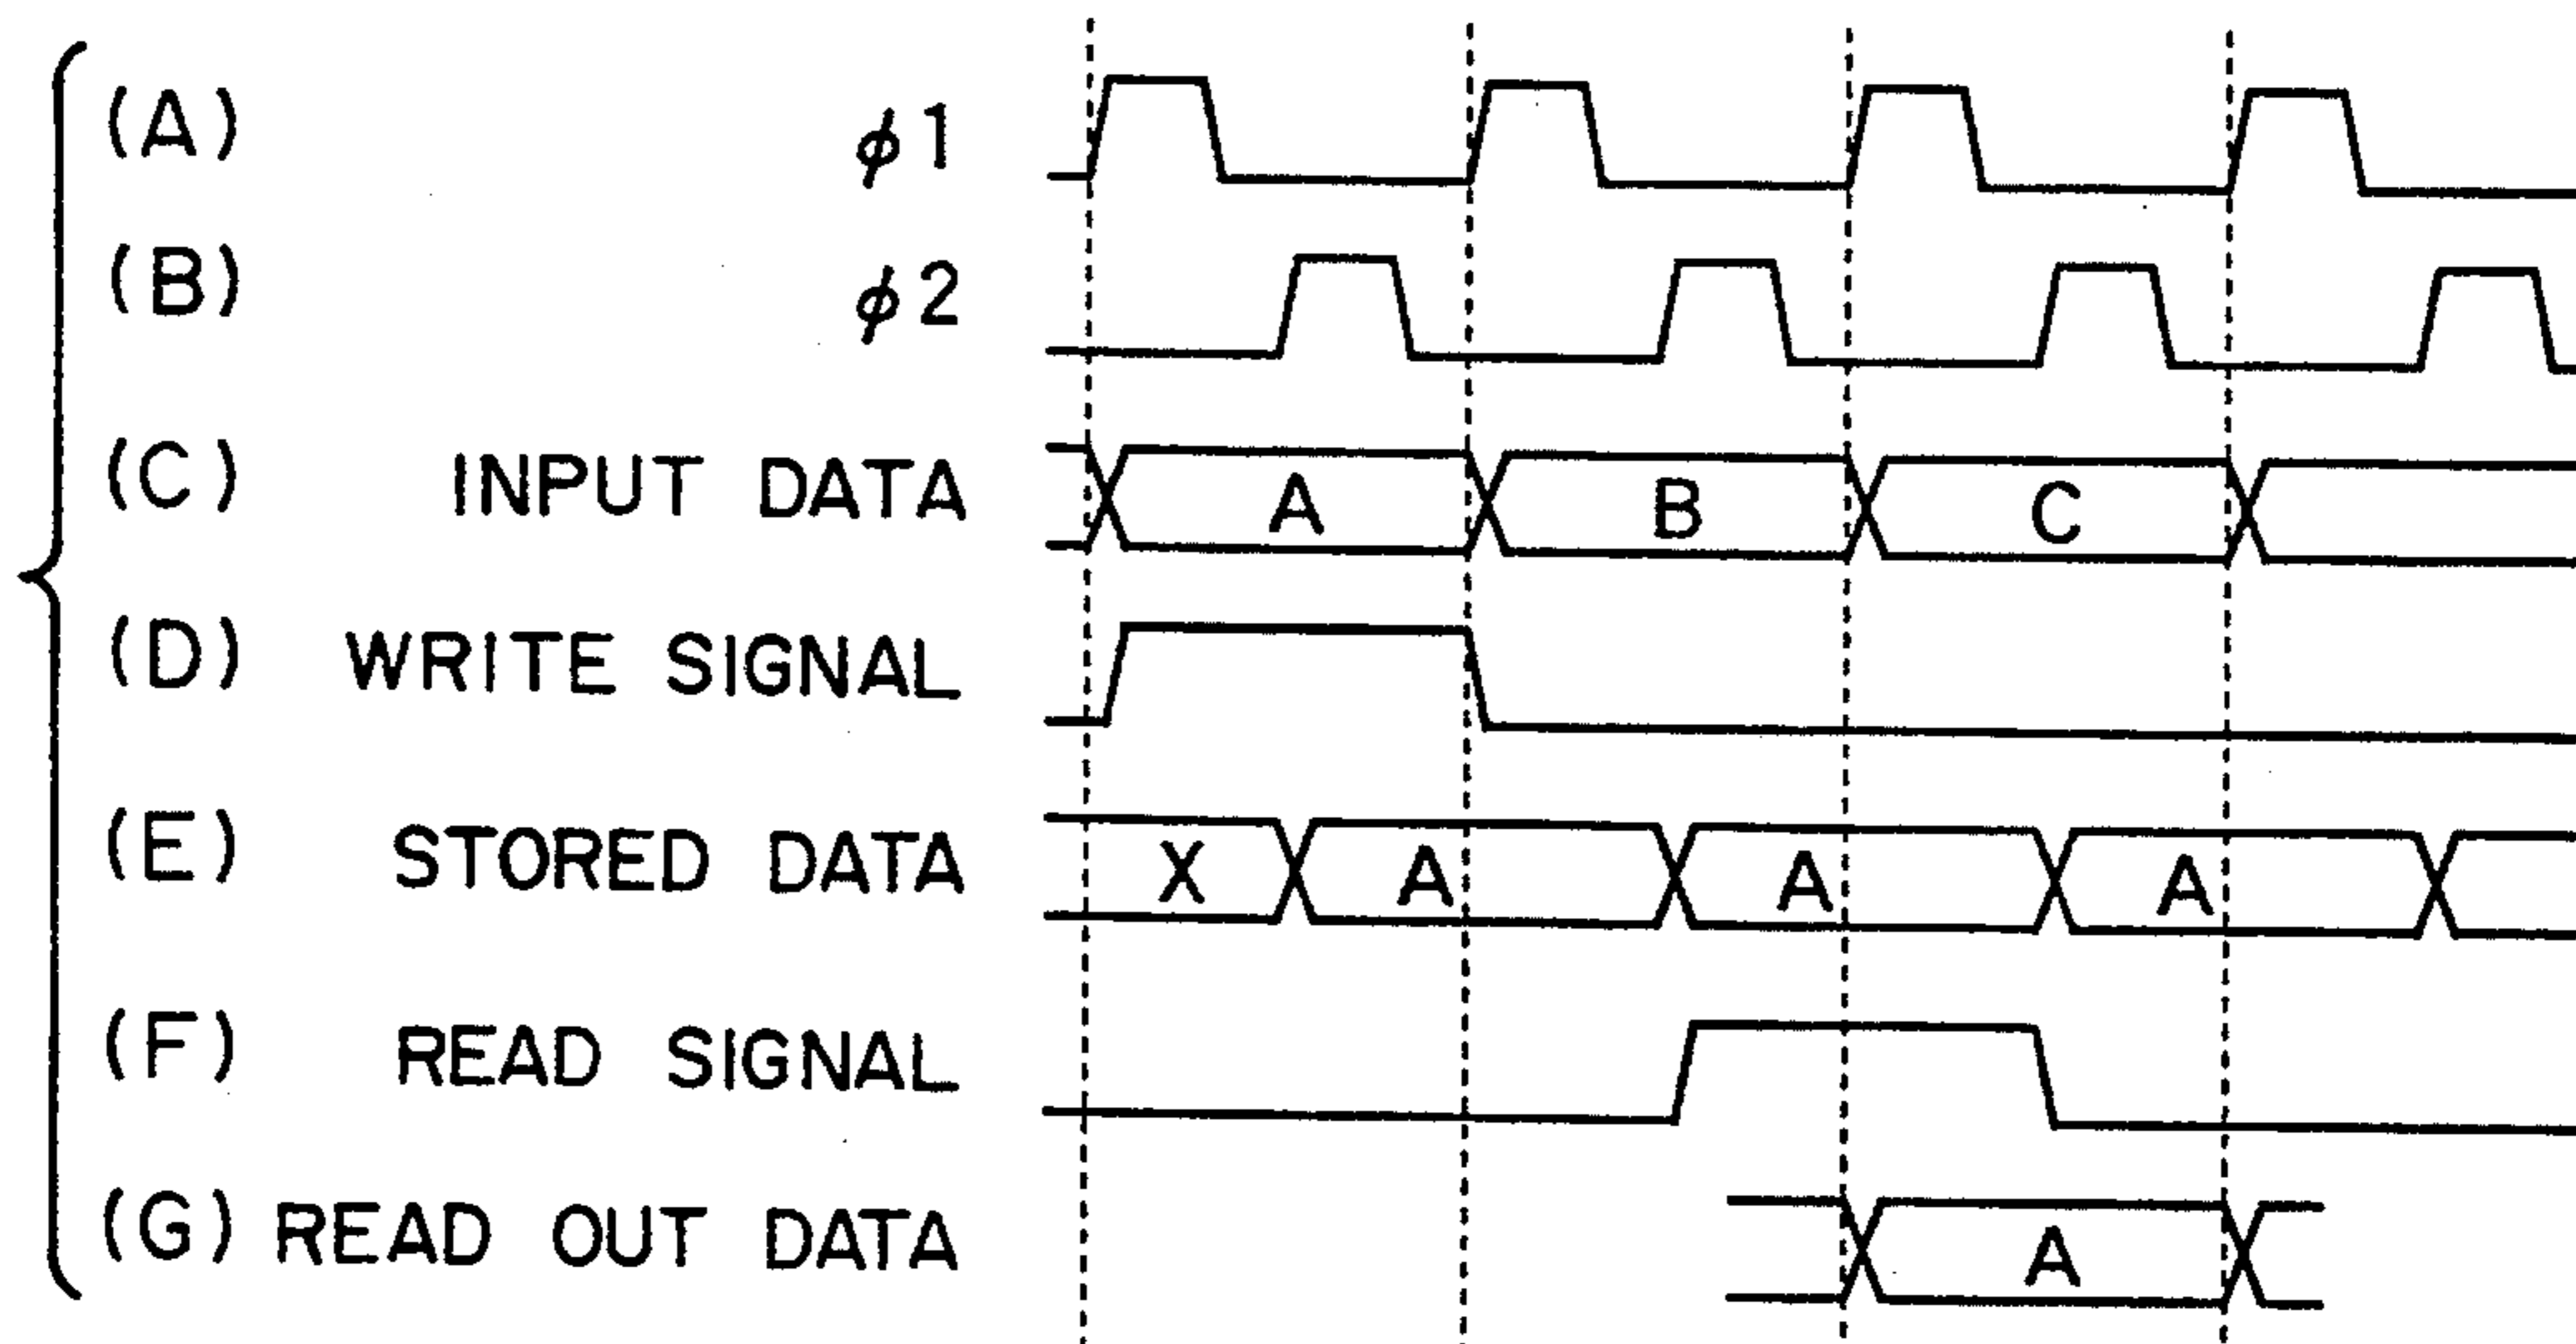 (A) φ1
(B) φ2
(C) INPUT DATA A B C
(D) WRITE SIGNAL
(E) STORED DATA X A A A
(F) READ SIGNAL
(G) READ OUT DATA A